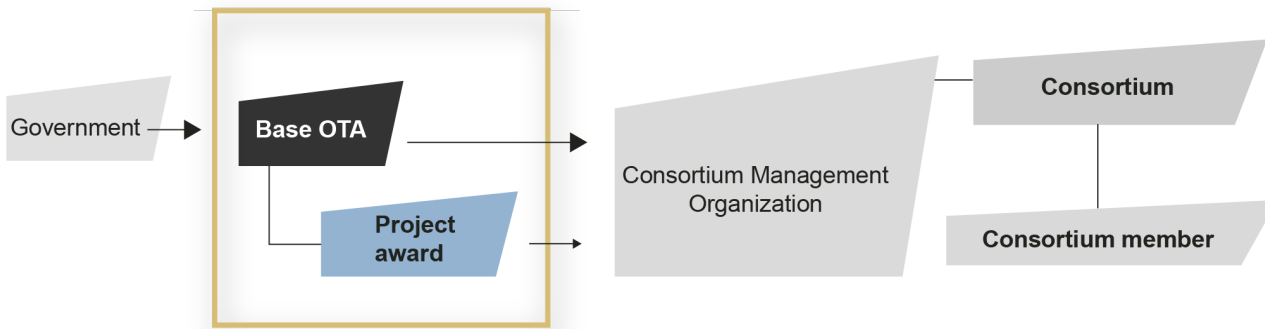 Government
Base OTA
Project
award
Consortium Management
Organization
Consortium
Consortium member